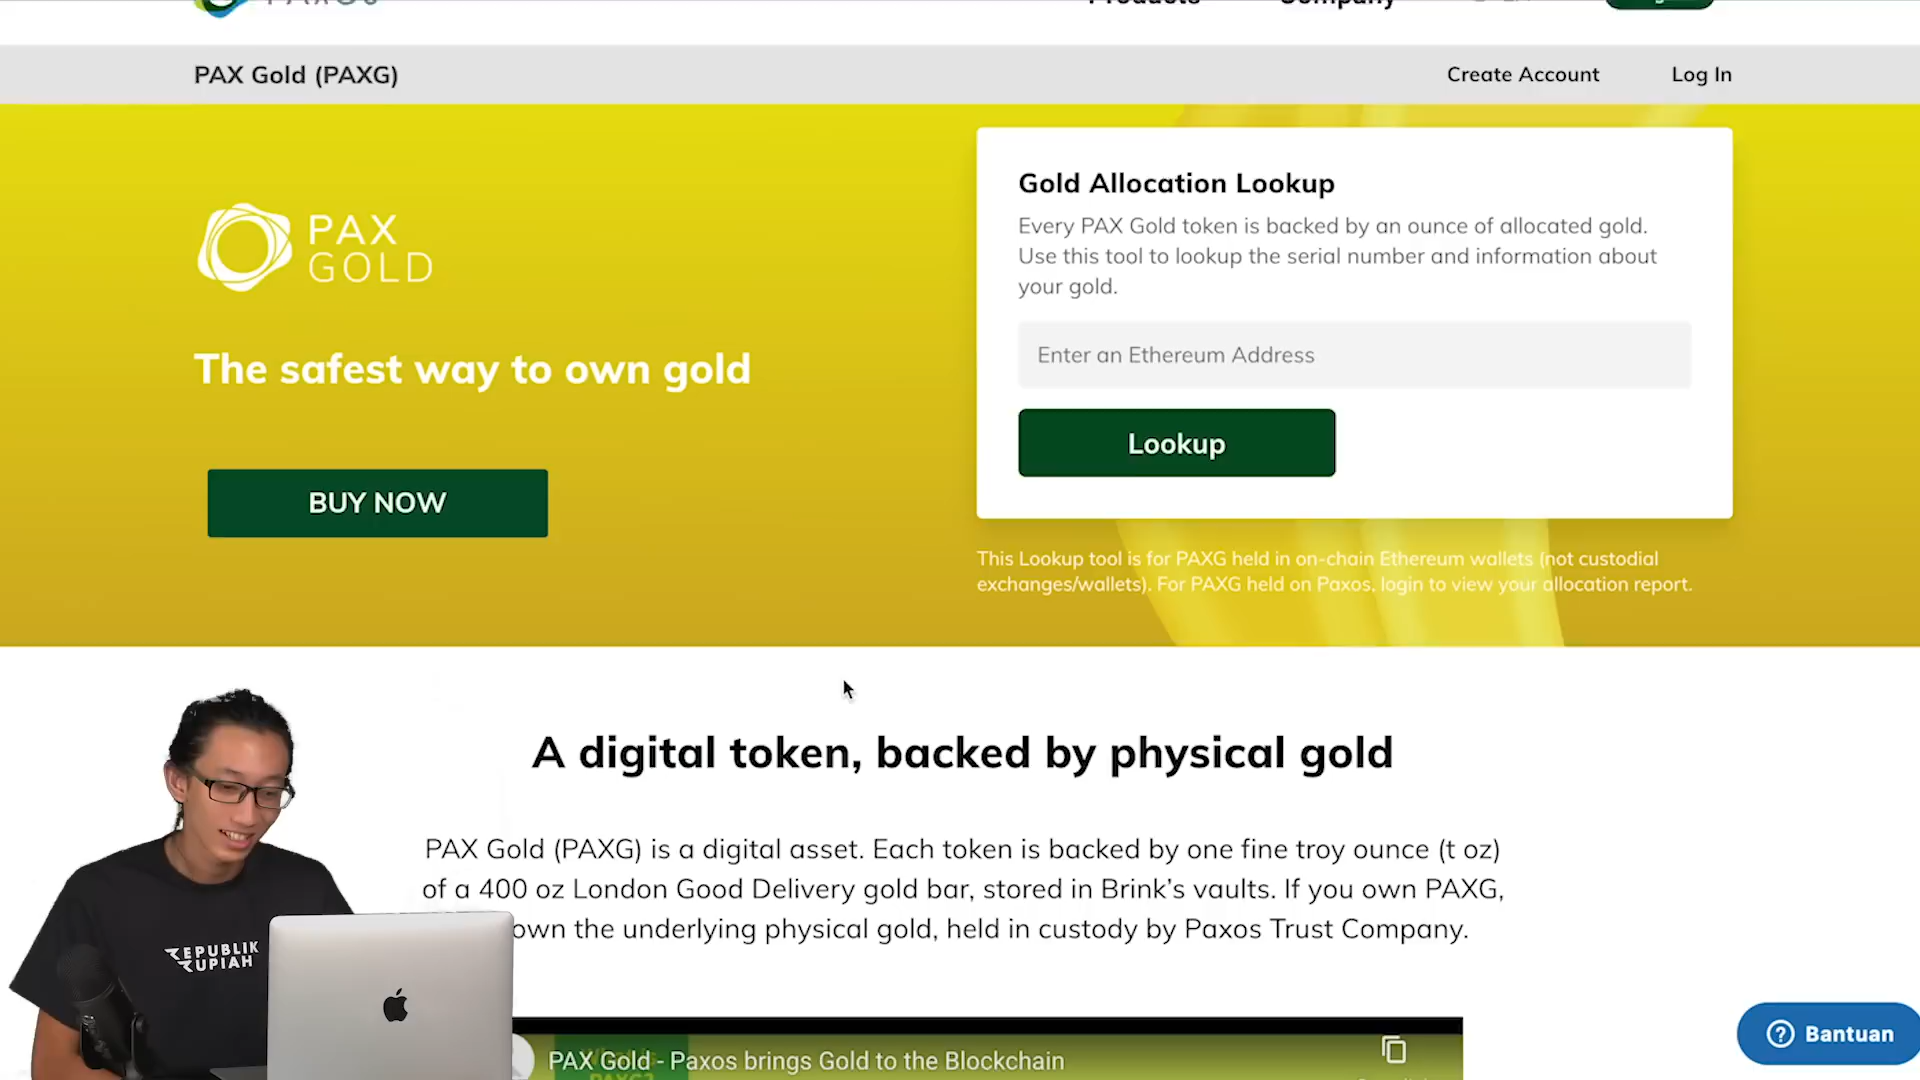 Products
Company
PAX Gold (PAXG)
Create Account
Log In
PAX
GOLD
The safest way to own gold
BUY NOW
Gold Allocation Lookup
Every PAX Gold token is backed by an ounce of allocated gold.
Use this tool to lookup the serial number and information about
your gold.
Enter an Ethereum Address
Lookup
This Lookup tool is for PAXG held in on-chain Ethereum wallets (not custodial
exchanges/wallets). For PAXG held on Paxos, login to view your allocation report.
A digital token, backed by physical gold
PAX Gold (PAXG) is a digital asset. Each token is backed by one fine troy ounce (t oz)
of a 400 oz London Good Delivery gold bar, stored in Brink's vaults. If you own PAXG,
own the underlying physical gold, held in custody by Paxos Trust Company.
REPUBLIK
RUPIAH
PAX Gold - Paxos brings Gold to the Blockchain
Bantuan